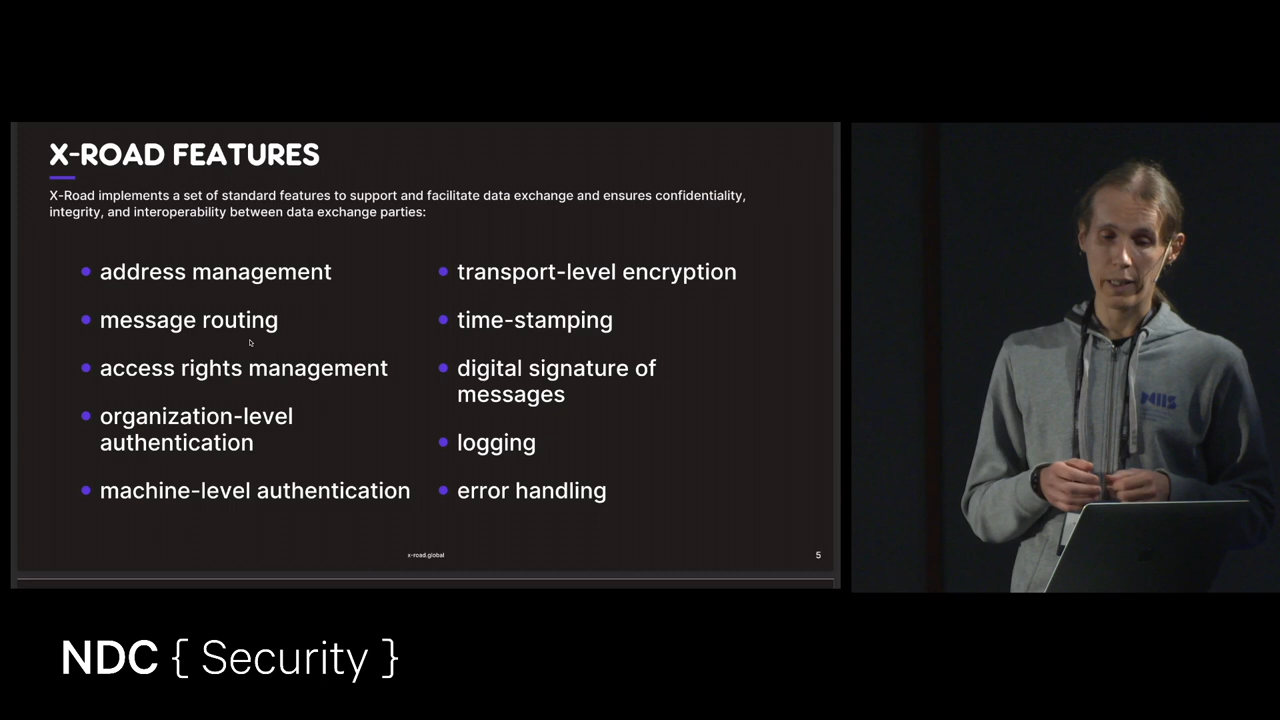 X-ROAD FEATURES
X-Road implements a set of standard features to support and facilitate data exchange and ensures confidentiality,
integrity, and interoperability between data exchange parties:
address management
message routing
access rights management
organization-level
authentication
machine-level authentication
transport-level encryption
time-stamping
digital signature of
messages
logging
error handling
x-road.global
5
NIIS
NDC { Security }